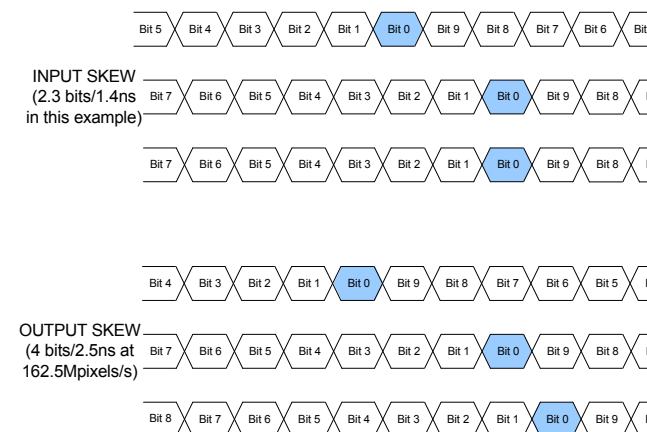 Bit 5 Bit 4 Bit 3 Bit 2 Bit 1 Bit 0 Bit 9 Bit 8 Bit 7 Bit 6 Bit
INPUT SKEW
(2.3 bits/1.4ns
in this example)
Bit 7 Bit 6 Bit 5 Bit 4 Bit 3 Bit 2 Bit 1 Bit 0 Bit 9 Bit 8
Bit 7 Bit 6 Bit 5 Bit 4 Bit 3 Bit 2 Bit 1 Bit 0 Bit 9 Bit 8
Bit 4 Bit 3 Bit 2 Bit 1 Bit 0 Bit 9 Bit 8 Bit 7 Bit 6 Bit 5
OUTPUT SKEW
(4 bits/2.5ns at
162.5Mpixels/s)
Bit 7 Bit 6 Bit 5 Bit 4 Bit 3 Bit 2 Bit 1 Bit 0 Bit 9 Bit 8
Bit 8 Bit 7 Bit 6 Bit 5 Bit 4 Bit 3 Bit 2 Bit 1 Bit 0 Bit 9